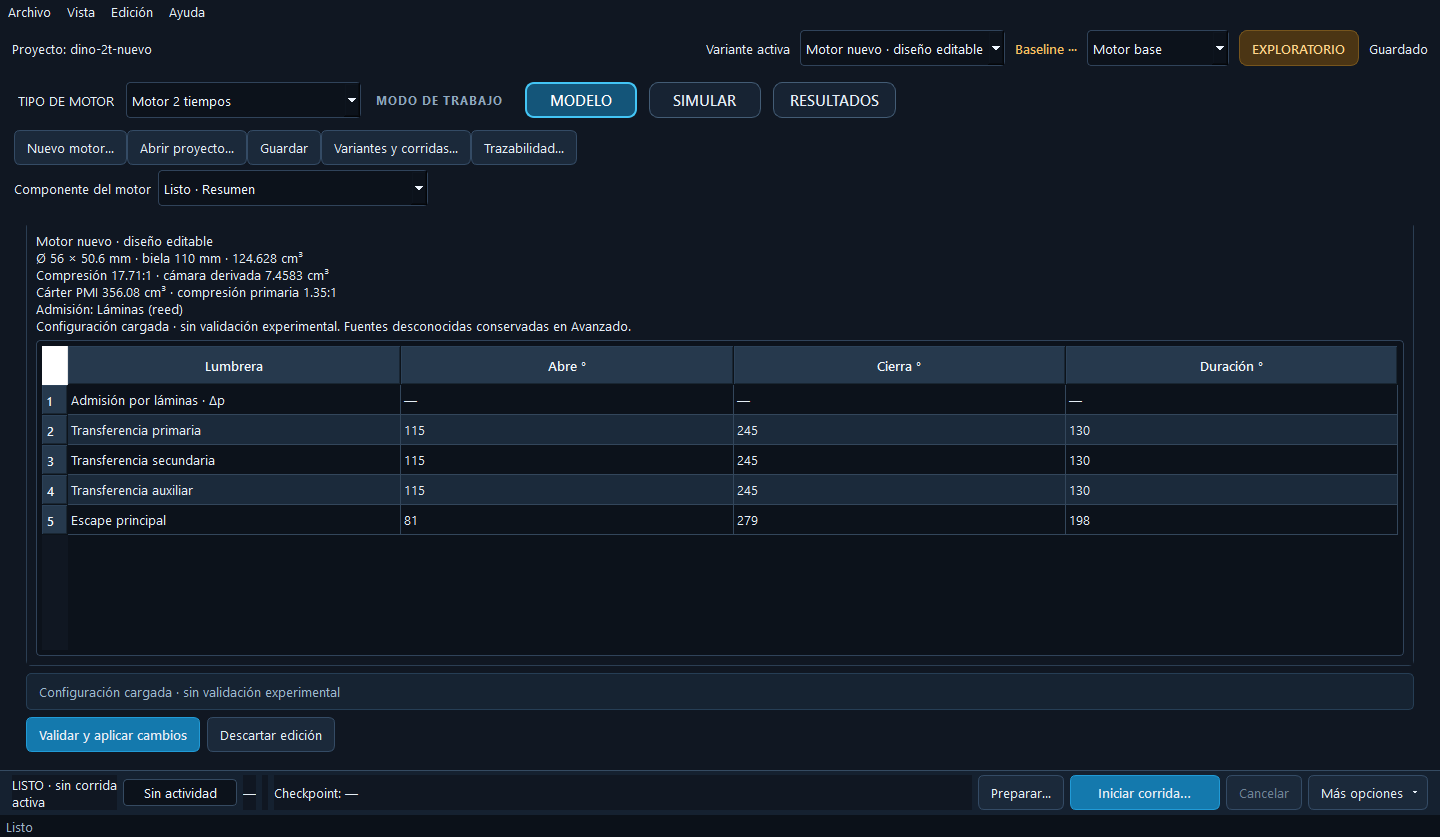 Archivo Vista Edición Ayuda
Proyecto: dino-2t-nuevo Variante activa Motor nuevo · diseño editable Baseline ··· Motor base EXPLORATORIO Guardado
TIPO DE MOTOR Motor 2 tiempos MODO DE TRABAJO MODELO SIMULAR RESULTADOS
Nuevo motor... Abrir proyecto... Guardar Variantes y corridas... Trazabilidad...
Componente del motor Listo · Resumen
Motor nuevo · diseño editable
Ø 56 × 50.6 mm · biela 110 mm · 124.628 cm³
Compresión 17.71:1 · cámara derivada 7.4583 cm³
Cárter PMI 356.08 cm³ · compresión primaria 1.35:1
Admisión: Láminas (reed)
Configuración cargada · sin validación experimental. Fuentes desconocidas conservadas en Avanzado.
Lumbrera Abre ° Cierra ° Duración °
1 Admisión por láminas · Δp — — —
2 Transferencia primaria 115 245 130
3 Transferencia secundaria 115 245 130
4 Transferencia auxiliar 115 245 130
5 Escape principal 81 279 198
Configuración cargada · sin validación experimental
Validar y aplicar cambios Descartar edición
LISTO · sin corrida
activa
Sin actividad — Checkpoint: — Preparar... Iniciar corrida... Cancelar Más opciones
Listo